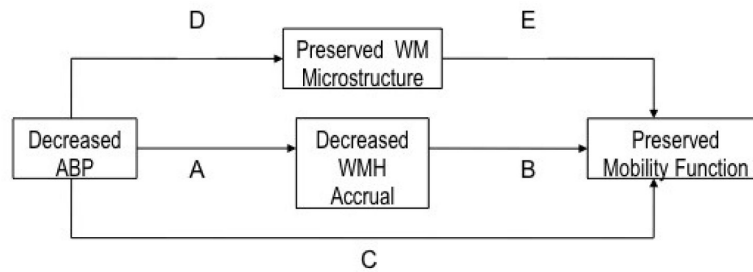 D
E
Preserved WM
Microstructure
Decreased
ABP
A
Decreased
WMH
Accrual
B
Preserved
Mobility Function
C